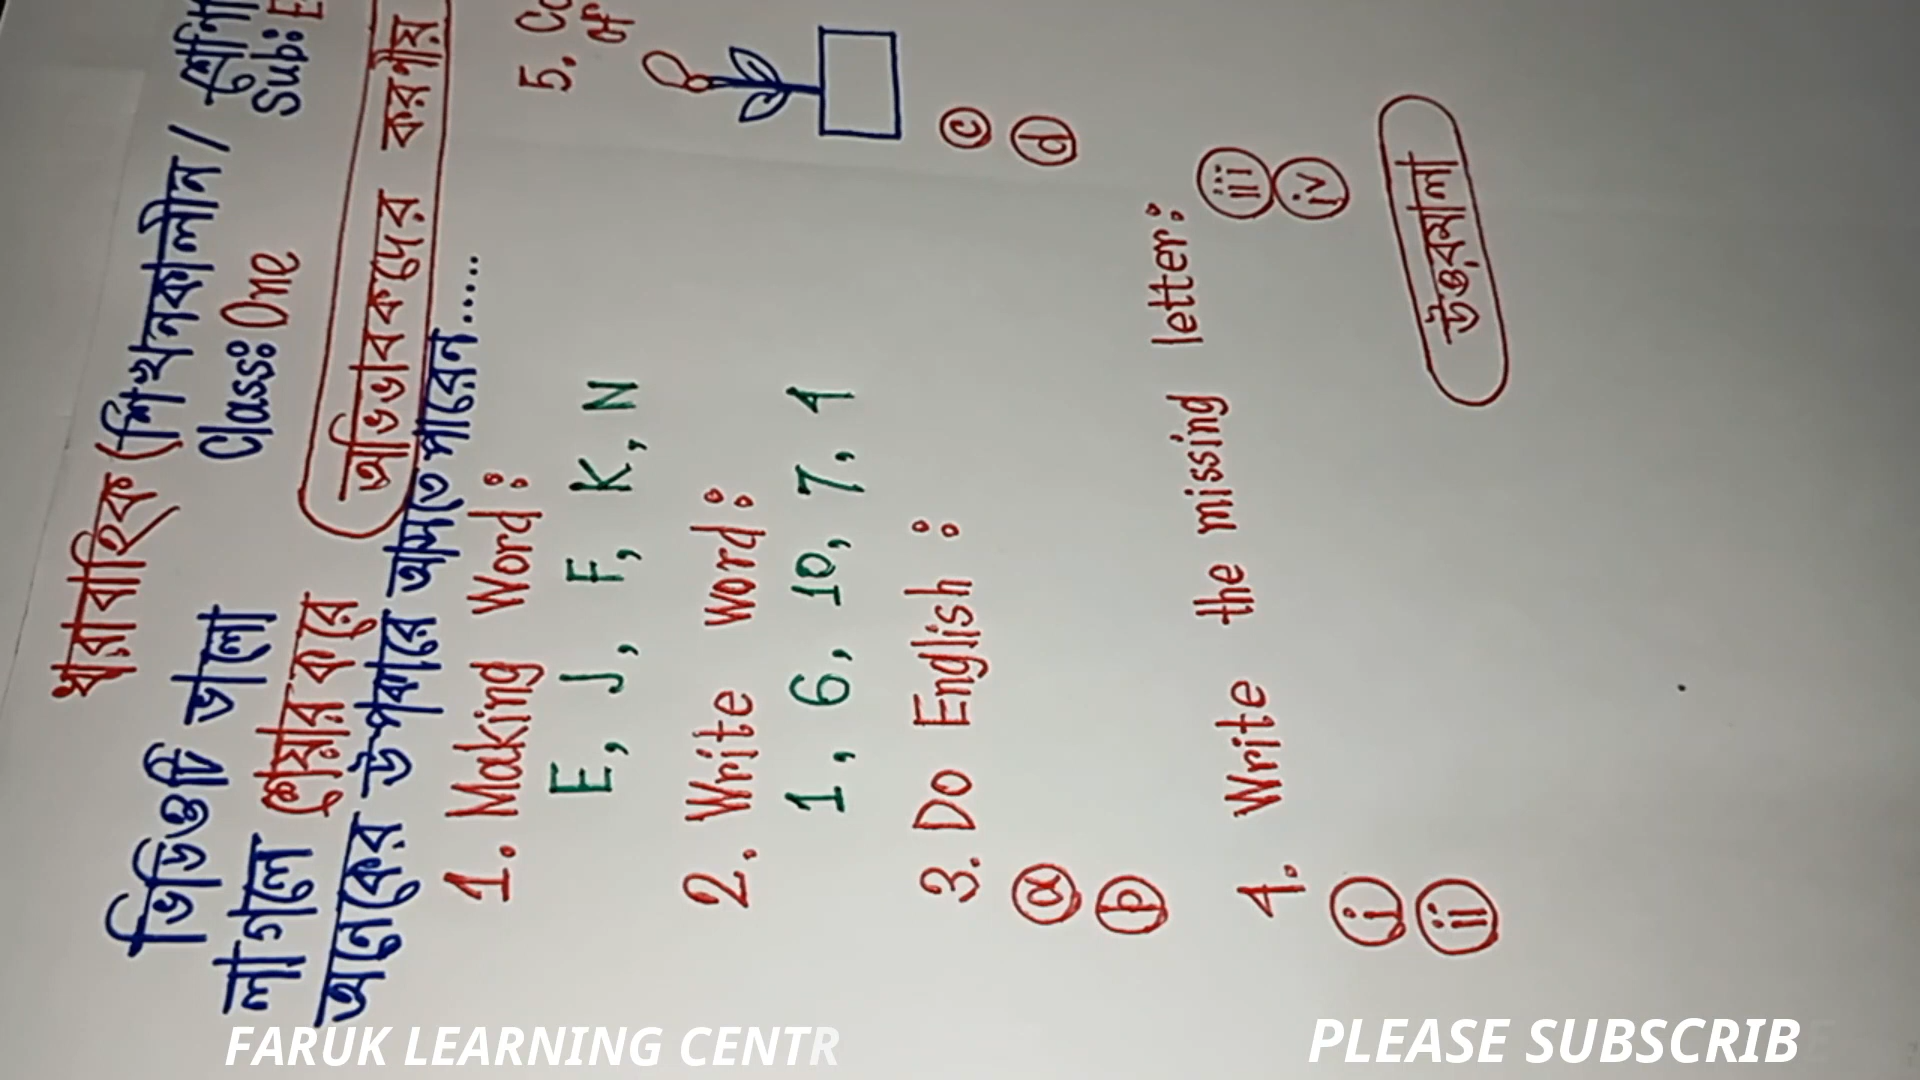 ধারাবাহিক (শিখনকালীন /
Class: One
Sub:
ভিডিওটি ভালো
লাগলে শেয়ার করে
অনেকের উপকারে আসতে পারেন......
অভিভাবকদের করণীয়
1. Making Word:
E, J, F, K, N
2. Write word:
1, 6, 10, 7, 4
3. Do English:
a
b
c
d
4. Write the missing letter:
i
ii
iii
iv
5.
of
উত্তরমালা
FARUK LEARNING CENTR
PLEASE SUBSCRIB